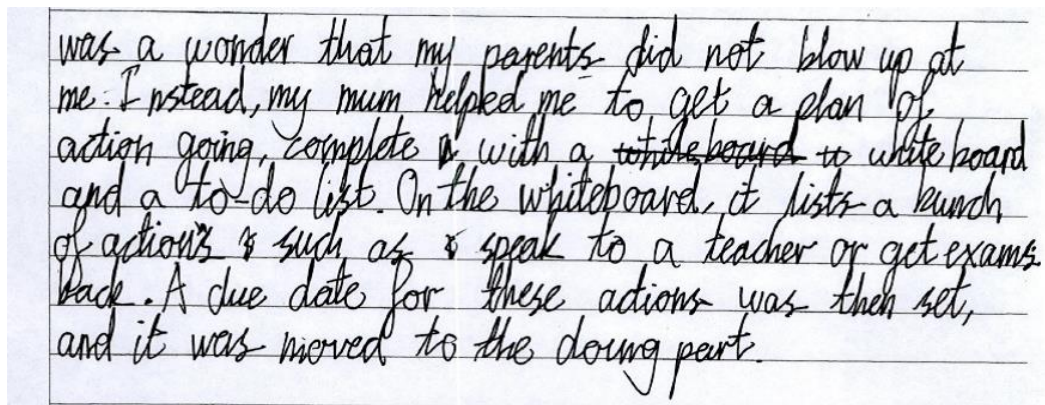 was a wonder that my parents did not blow up at
me. Instead, my mum helped me to get a plan of
action going, complete with a whiteboard
and a to-do list. On the whiteboard, it lists a bunch
of actions such as speak to a teacher or get exams
back. A due date for these actions was then set,
and it was moved to the doing part.